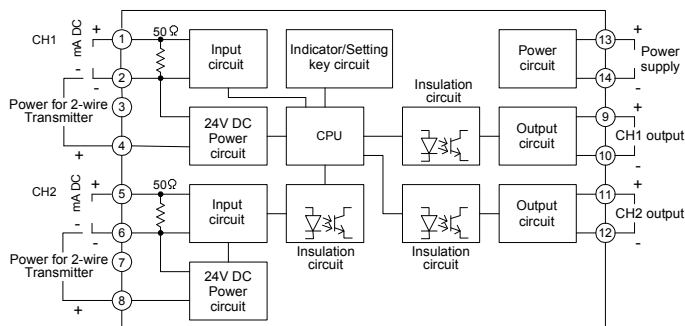 CH1
mA DC
+
-
1
2
50Ω
Input
circuit
Indicator/Setting
key circuit
Power
circuit
13
14
+
-
Power
supply
-
Power for 2-wire
Transmitter
+
3
4
24V DC
Power
circuit
CPU
Insulation
circuit
Output
circuit
9
10
+
-
CH1 output
CH2
mA DC
+
-
5
6
50Ω
Input
circuit
Insulation
circuit
Insulation
circuit
Output
circuit
11
12
+
-
CH2 output
-
Power for 2-wire
Transmitter
+
7
8
24V DC
Power
circuit